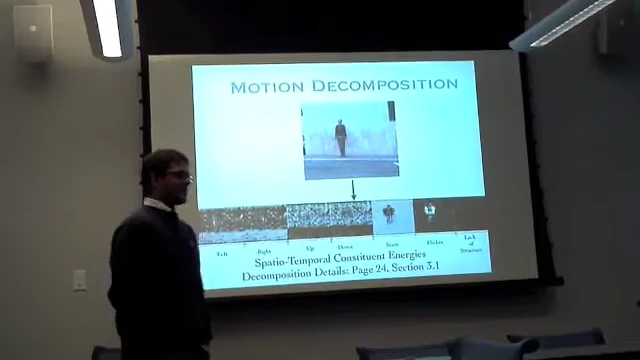 MOTION DECOMPOSITION
Left Right Up Down Static Flicker Lack of Structure
SPATIO-TEMPORAL CONSTITUENT ENERGIES
DECOMPOSITION DETAILS: PAGE 24, SECTION 3.1